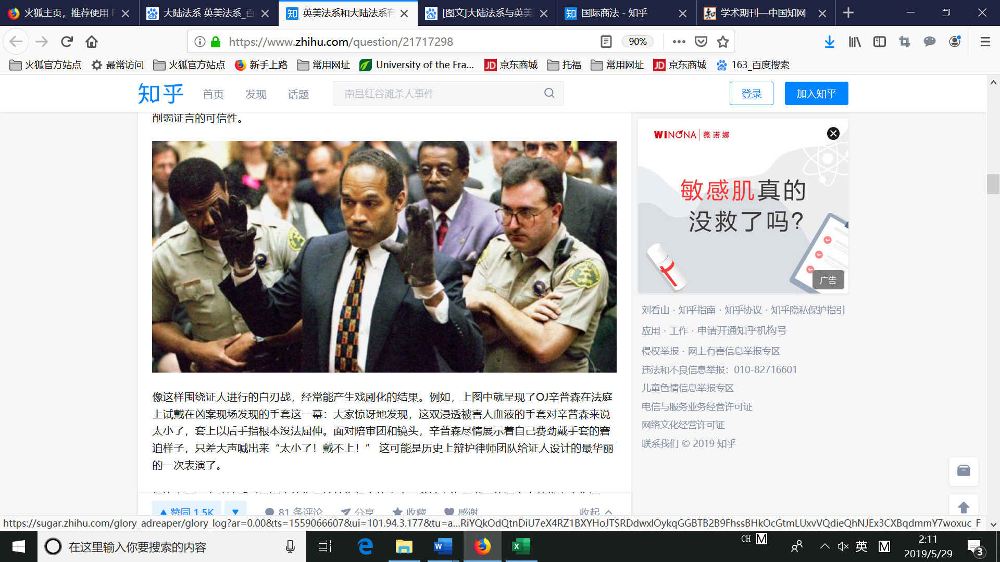 火狐主页，推荐使用 F
大陆法系 英美法系_百
英美法系和大陆法系有
[图文]大陆法系与英美
国际商法 - 知乎
学术期刊—中国知网
https://www.zhihu.com/question/21717298
90%
火狐官方站点
最常访问
火狐官方站点
新手上路
常用网址
University of the Fra...
JD 京东商城
托福
常用网址
JD 京东商城
163_百度搜索
知乎
首页
发现
话题
南昌红谷滩杀人事件
登录
加入知乎
削弱证言的可信性。
像这样围绕证人进行的白刃战，经常能产生戏剧化的结果。例如，上图中就呈现了OJ辛普森在法庭
上试戴在凶案现场发现的手套这一幕：大家惊讶地发现，这双浸透被害人血液的手套对辛普森来说
太小了，套上以后手指根本没法屈伸。面对陪审团和镜头，辛普森尽情展示着自己费劲戴手套的窘
迫样子，只差大声喊出来“太小了！戴不上！” 这可能是历史上辩护律师团队给证人设计的最华丽
的一次表演了。
赞同 1.5K
81 条评论
分享
收藏
感谢
收起
WINONA 薇诺娜
敏感肌真的
没救了吗?
广告
刘看山 · 知乎指南 · 知乎协议 · 知乎隐私保护指引
应用 · 工作 · 申请开通知乎机构号
侵权举报 · 网上有害信息举报专区
违法和不良信息举报：010-82716601
儿童色情信息举报专区
电信与服务业务经营许可证
网络文化经营许可证
联系我们 © 2019 知乎
https://sugar.zhihu.com/glory_adreaper/glory_log?ar=0.00&ts=1559066607&ui=101.94.3.177&tu=a...RiYQkOdQtnDiU7eX4RZ1BXYHoJTSRDdwxlOykqGGBTB2B9FhssBHkOcGtmLUxvVQdieQhNJEx3CXBqdmmY7woxuc_F
在这里输入你要搜索的内容
CH M
英 M
2:11
2019/5/29
3